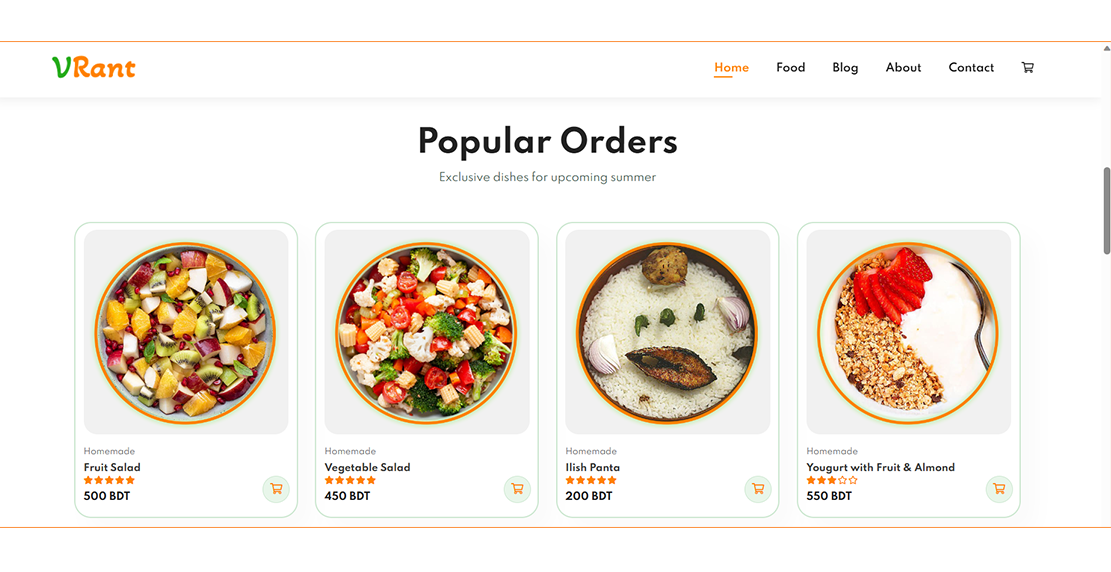 VRant
Home Food Blog About Contact
Popular Orders
Exclusive dishes for upcoming summer
Homemade
Fruit Salad
500 BDT
Homemade
Vegetable Salad
450 BDT
Homemade
Ilish Panta
200 BDT
Homemade
Yougurt with Fruit & Almond
550 BDT